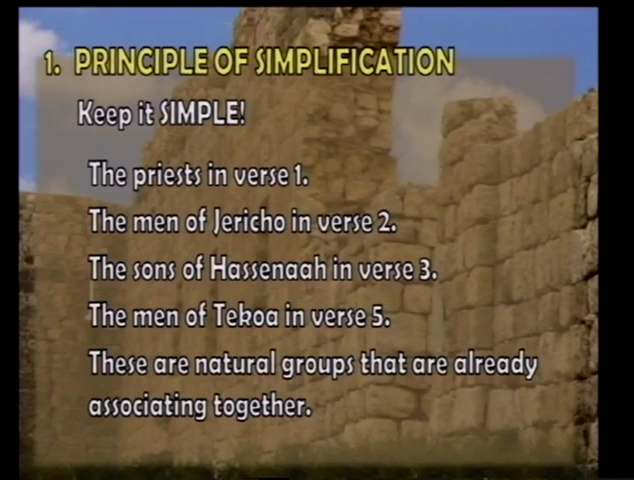 1. PRINCIPLE OF SIMPLIFICATION
Keep it SIMPLE!
The priests in verse 1.
The men of Jericho in verse 2.
The sons of Hassenaah in verse 3.
The men of Tekoa in verse 5.
These are natural groups that are already
associating together.